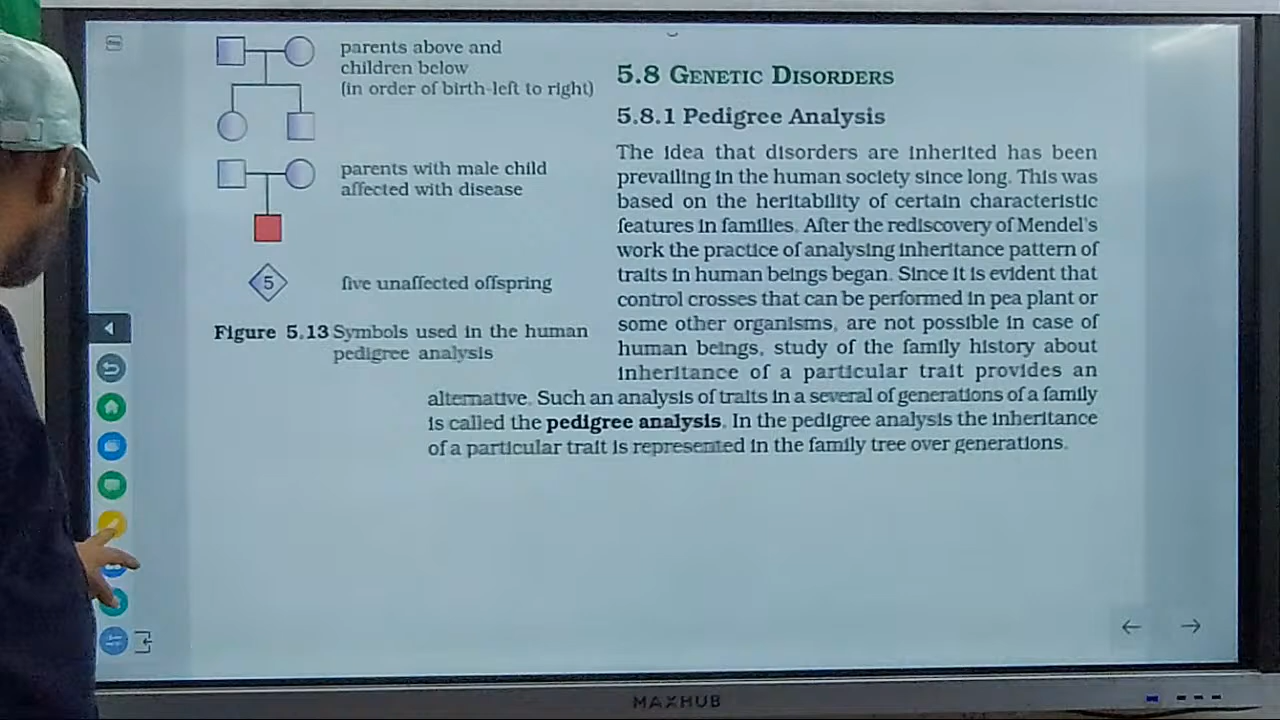 parents above and
children below
(in order of birth-left to right)
parents with male child
affected with disease
5
five unaffected offspring
Figure 5.13 Symbols used in the human
pedigree analysis
5.8 GENETIC DISORDERS
5.8.1 Pedigree Analysis
The idea that disorders are inherited has been
prevailing in the human society since long. This was
based on the heritability of certain characteristic
features in families. After the rediscovery of Mendel's
work the practice of analysing inheritance pattern of
traits in human beings began. Since it is evident that
control crosses that can be performed in pea plant or
some other organisms, are not possible in case of
human beings, study of the family history about
inheritance of a particular trait provides an
alternative. Such an analysis of traits in a several of generations of a family
is called the pedigree analysis. In the pedigree analysis the inheritance
of a particular trait is represented in the family tree over generations.
MAXHUB